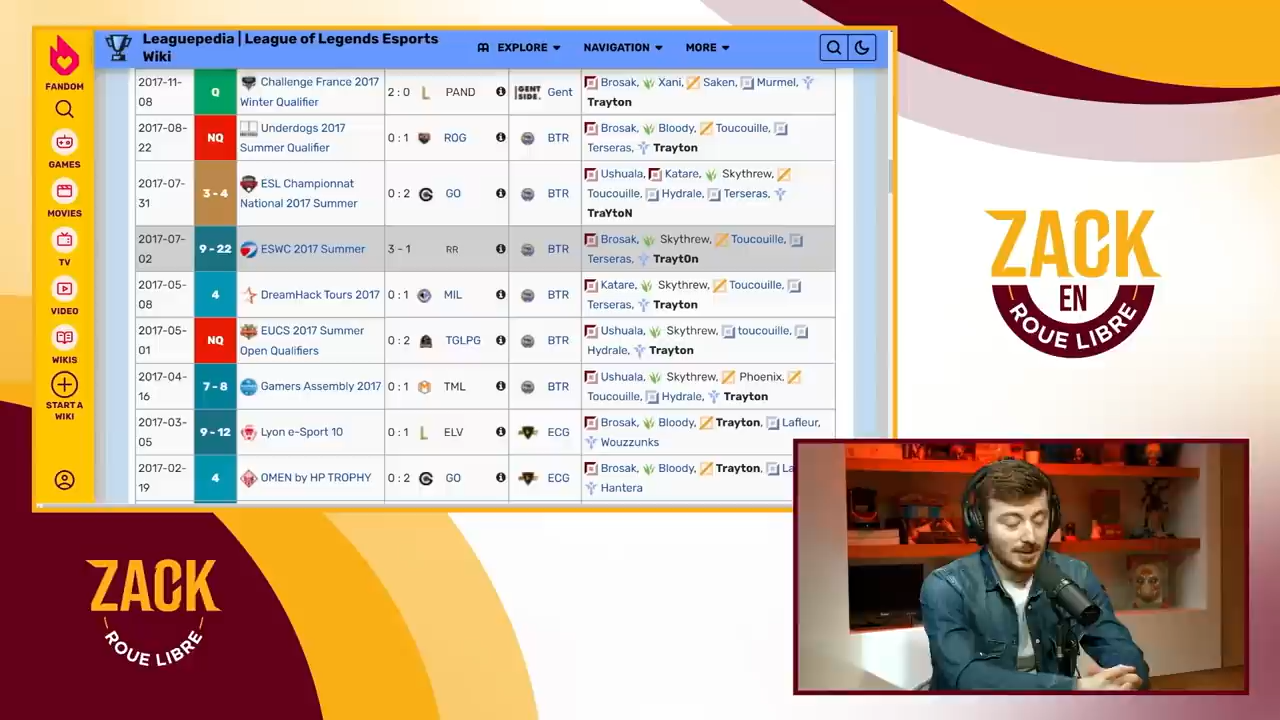 Leaguepedia | League of Legends Esports
Wiki
EXPLORE
NAVIGATION
MORE
FANDOM
GAMES
MOVIES
TV
VIDEO
WIKIS
START A
WIKI
2017-11-
08
Q
Challenge France 2017
Winter Qualifier
2 : 0
PAND
GENT
SIDE.
Gent
Brosak, Xani, Saken, Murmel,
Trayton
2017-08-
22
NQ
Underdogs 2017
Summer Qualifier
0 : 1
ROG
BTR
Brosak, Bloody, Toucouille,
Terseras, Trayton
2017-07-
31
3 - 4
ESL Championnat
National 2017 Summer
0 : 2
GO
BTR
Ushuala, Katare, Skythrew,
Toucouille, Hydrale, Terseras,
TraYtoN
2017-07-
02
9 - 22
ESWC 2017 Summer
3 - 1
RR
BTR
Brosak, Skythrew, Toucouille,
Terseras, Trayt0n
2017-05-
08
4
DreamHack Tours 2017
0 : 1
MIL
BTR
Katare, Skythrew, Toucouille,
Terseras, Trayton
2017-05-
01
NQ
EUCS 2017 Summer
Open Qualifiers
0 : 2
TGLPG
BTR
Ushuala, Skythrew, toucouille,
Hydrale, Trayton
2017-04-
16
7 - 8
Gamers Assembly 2017
0 : 1
TML
BTR
Ushuala, Skythrew, Phoenix,
Toucouille, Hydrale, Trayton
2017-03-
05
9 - 12
Lyon e-Sport 10
0 : 1
ELV
ECG
Brosak, Bloody, Trayton, Lafleur,
Wouzzunks
2017-02-
19
4
OMEN by HP TROPHY
0 : 2
GO
ECG
Brosak, Bloody, Trayton, La
Hantera
ZACK
EN
ROUE LIBRE
ZACK
ROUE LIBRE